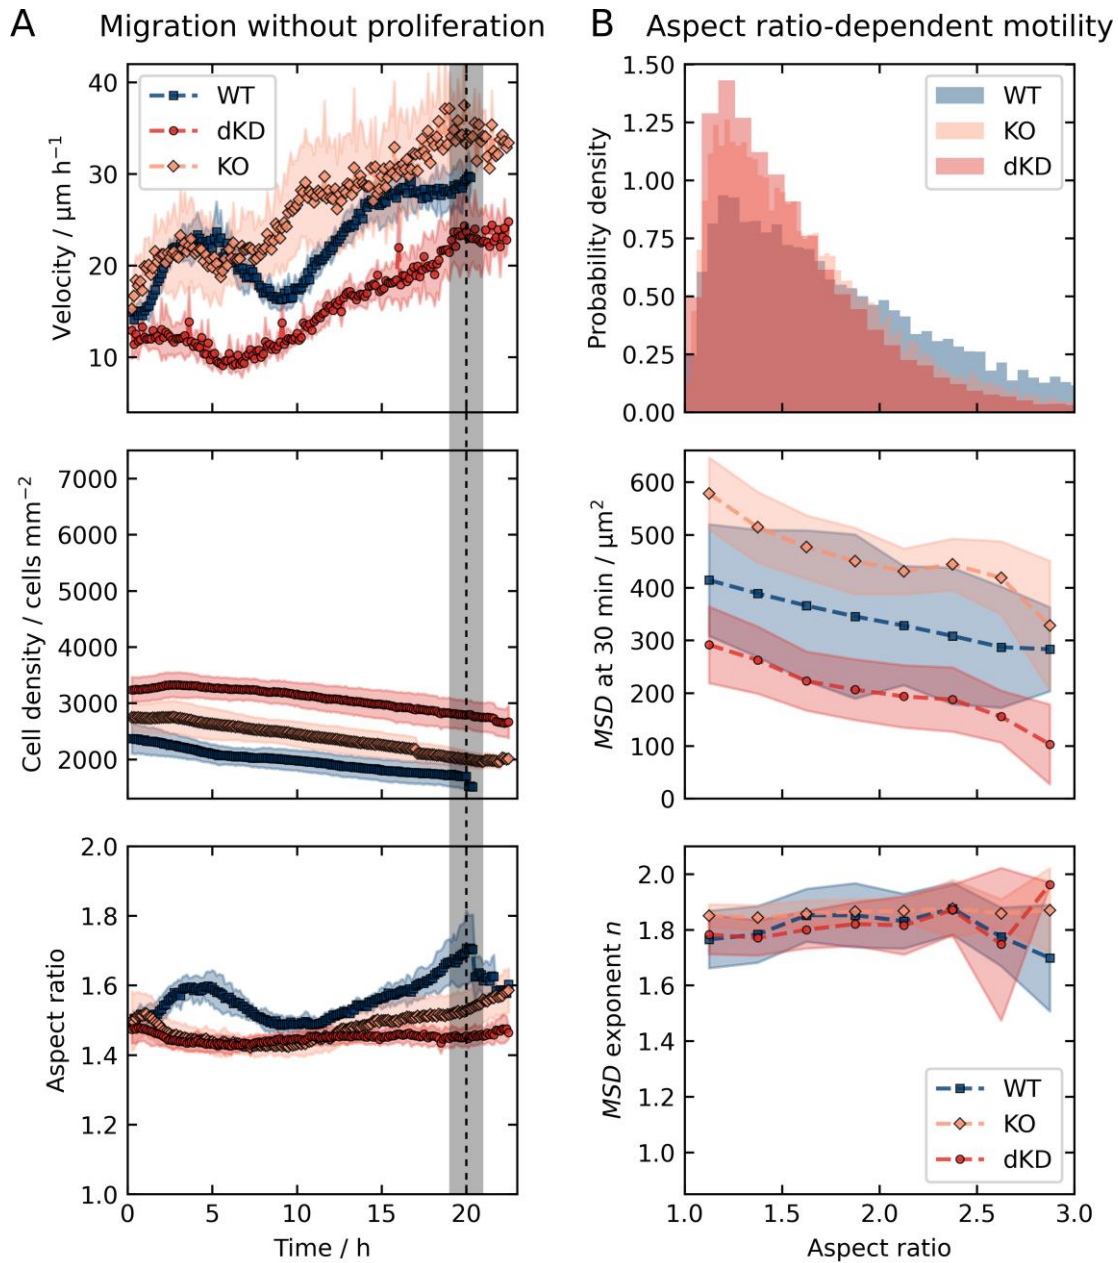 A Migration without proliferation
B Aspect ratio-dependent motility
40
30
20
10
Velocity / µm h⁻¹
WT
dKD
KO
0 5 10 15 20
1.50
1.25
1.00
0.75
0.50
0.25
0.00
Probability density
WT
KO
dKD
7000
6000
5000
4000
3000
2000
Cell density / cells mm⁻²
600
500
400
300
200
100
0
MSD at 30 min / µm²
2.0
1.8
1.6
1.4
1.2
1.0
Aspect ratio
0 5 10 15 20
Time / h
2.0
1.8
1.6
1.4
1.2
1.0
MSD exponent n
WT
KO
dKD
1.0 1.5 2.0 2.5 3.0
Aspect ratio